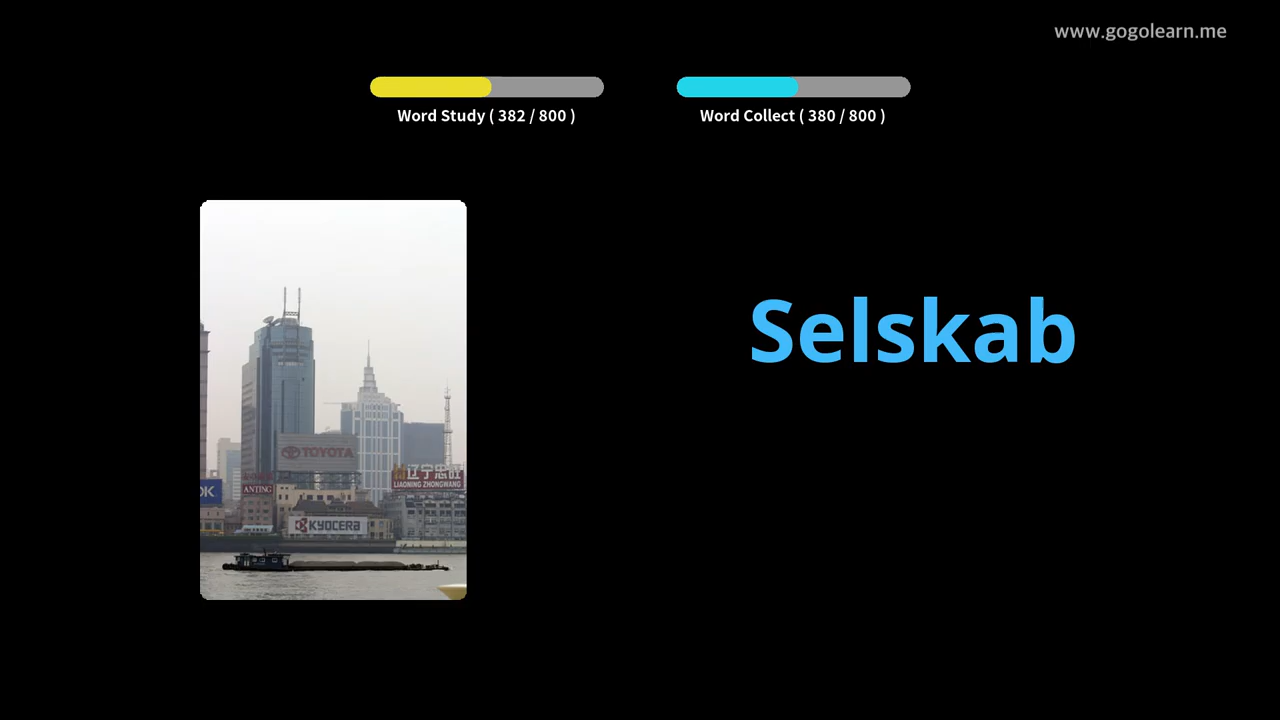 www.gogolearn.me
Word Study ( 382 / 800 )
Word Collect ( 380 / 800 )
Selskab
TOYOTA
辽宁忠旺
LIAONING ZHONGWANG
ANTING
KYOCERA